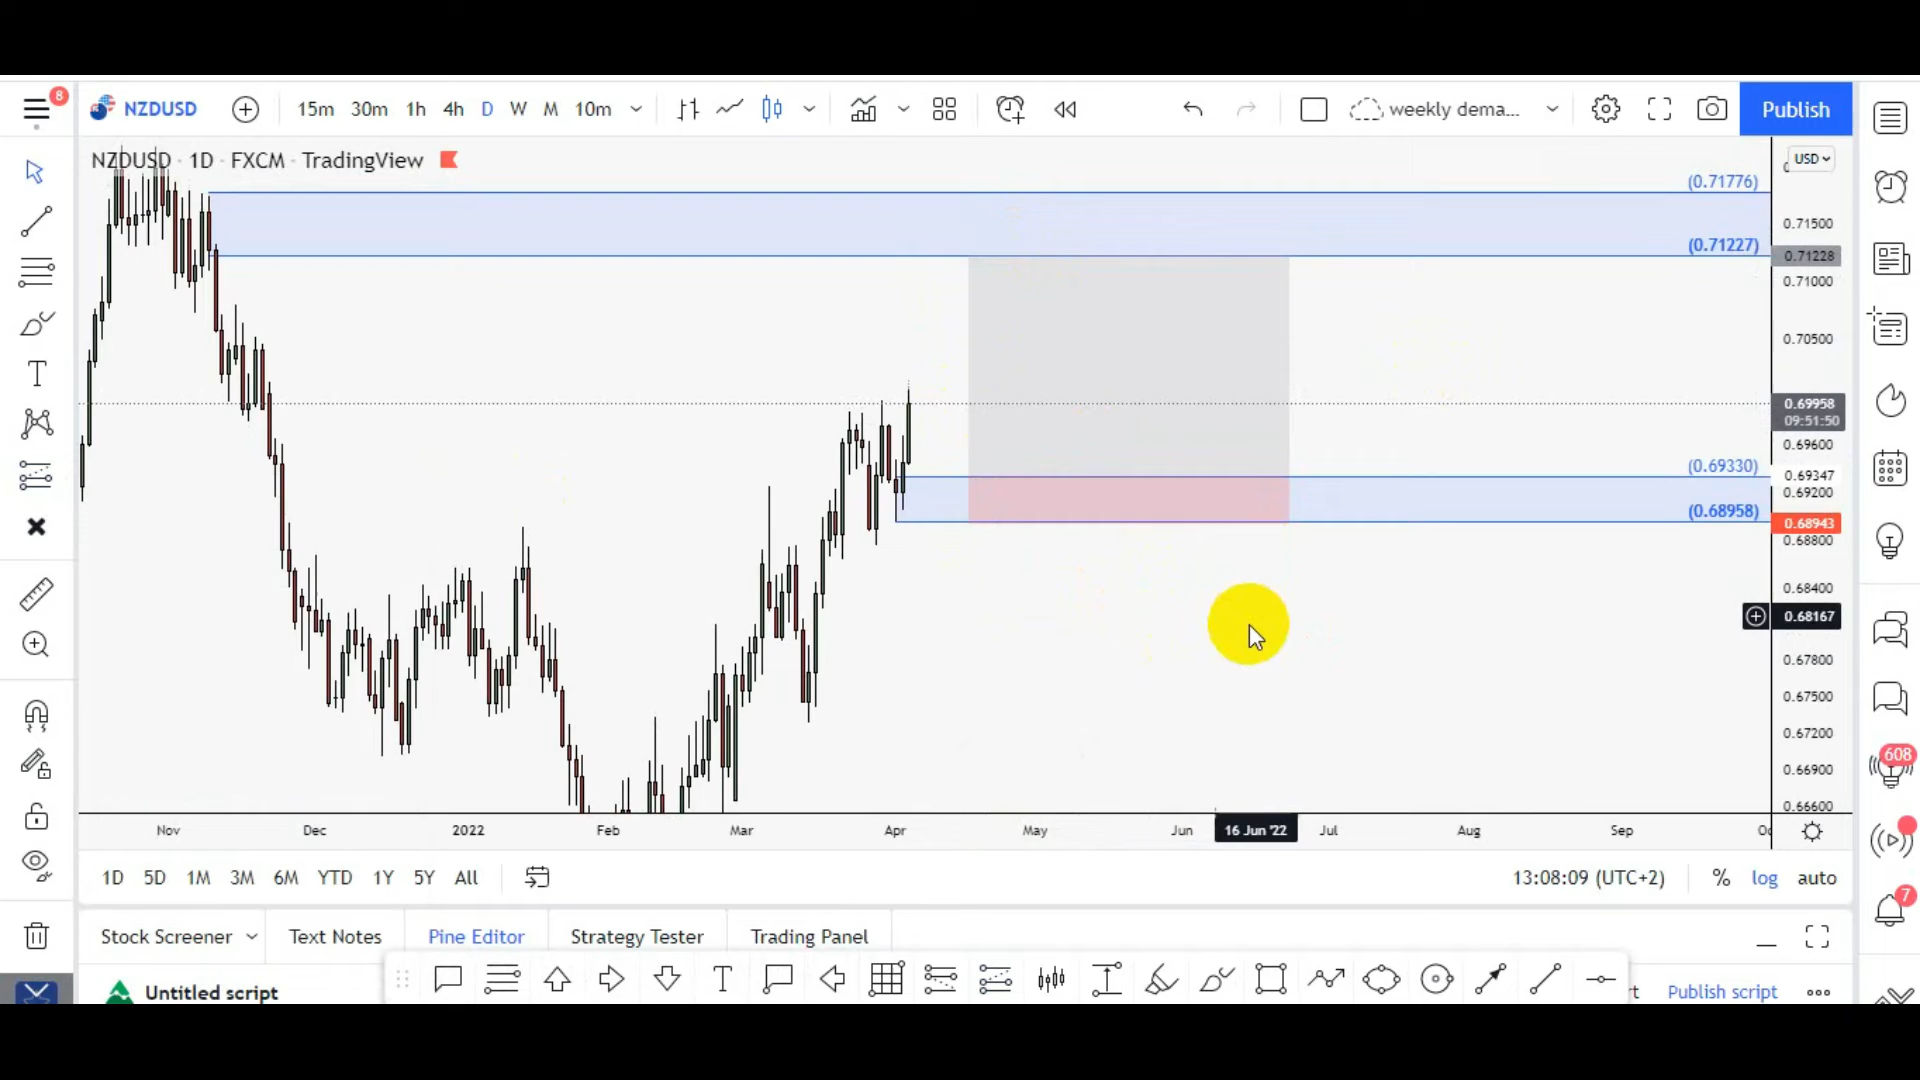 8
NZDUSD
15m 30m 1h 4h D W M 10m
weekly dema...
Publish
NZDUSD · 1D · FXCM · TradingView
USD
(0.71776)
0.71500
(0.71227)
0.71228
0.71000
0.70500
0.69958
09:51:50
0.69600
(0.69330)
0.69347
0.69200
(0.68958)
0.68943
0.68800
0.68400
0.68167
0.67800
0.67500
0.67200
608
0.66900
0.66600
Nov Dec 2022 Feb Mar Apr May Jun 16 Jun '22 Jul Aug Sep
1D 5D 1M 3M 6M YTD 1Y 5Y All
13:08:09 (UTC+2) % log auto
7
Stock Screener Text Notes Pine Editor Strategy Tester Trading Panel
T
Untitled script
Publish script